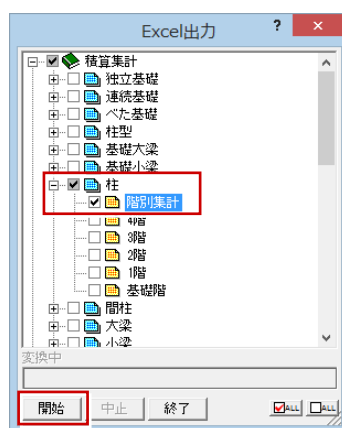 Excel出力
?
×
積算集計
独立基礎
連続基礎
べた基礎
柱型
基礎大梁
基礎小梁
柱
階別集計
4階
3階
2階
1階
基礎階
間柱
大梁
小梁
変換中
開始 中止 終了 ALL ALL